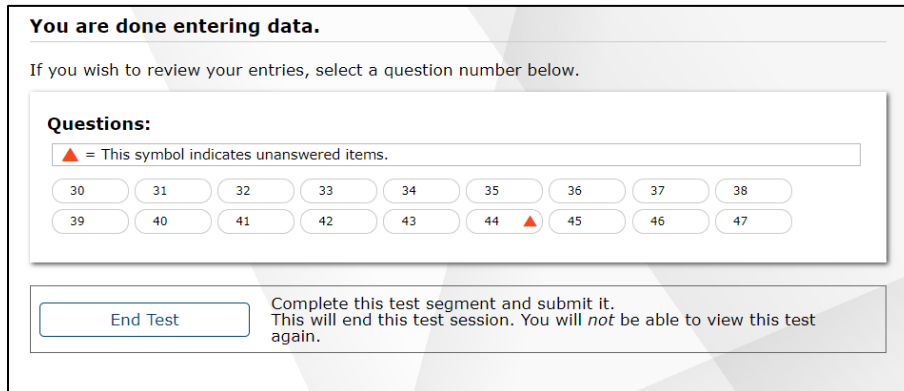 You are done entering data.
If you wish to review your entries, select a question number below.
Questions:
= This symbol indicates unanswered items.
30 31 32 33 34 35 36 37 38
39 40 41 42 43 44 45 46 47
End Test
Complete this test segment and submit it.
This will end this test session. You will not be able to view this test
again.